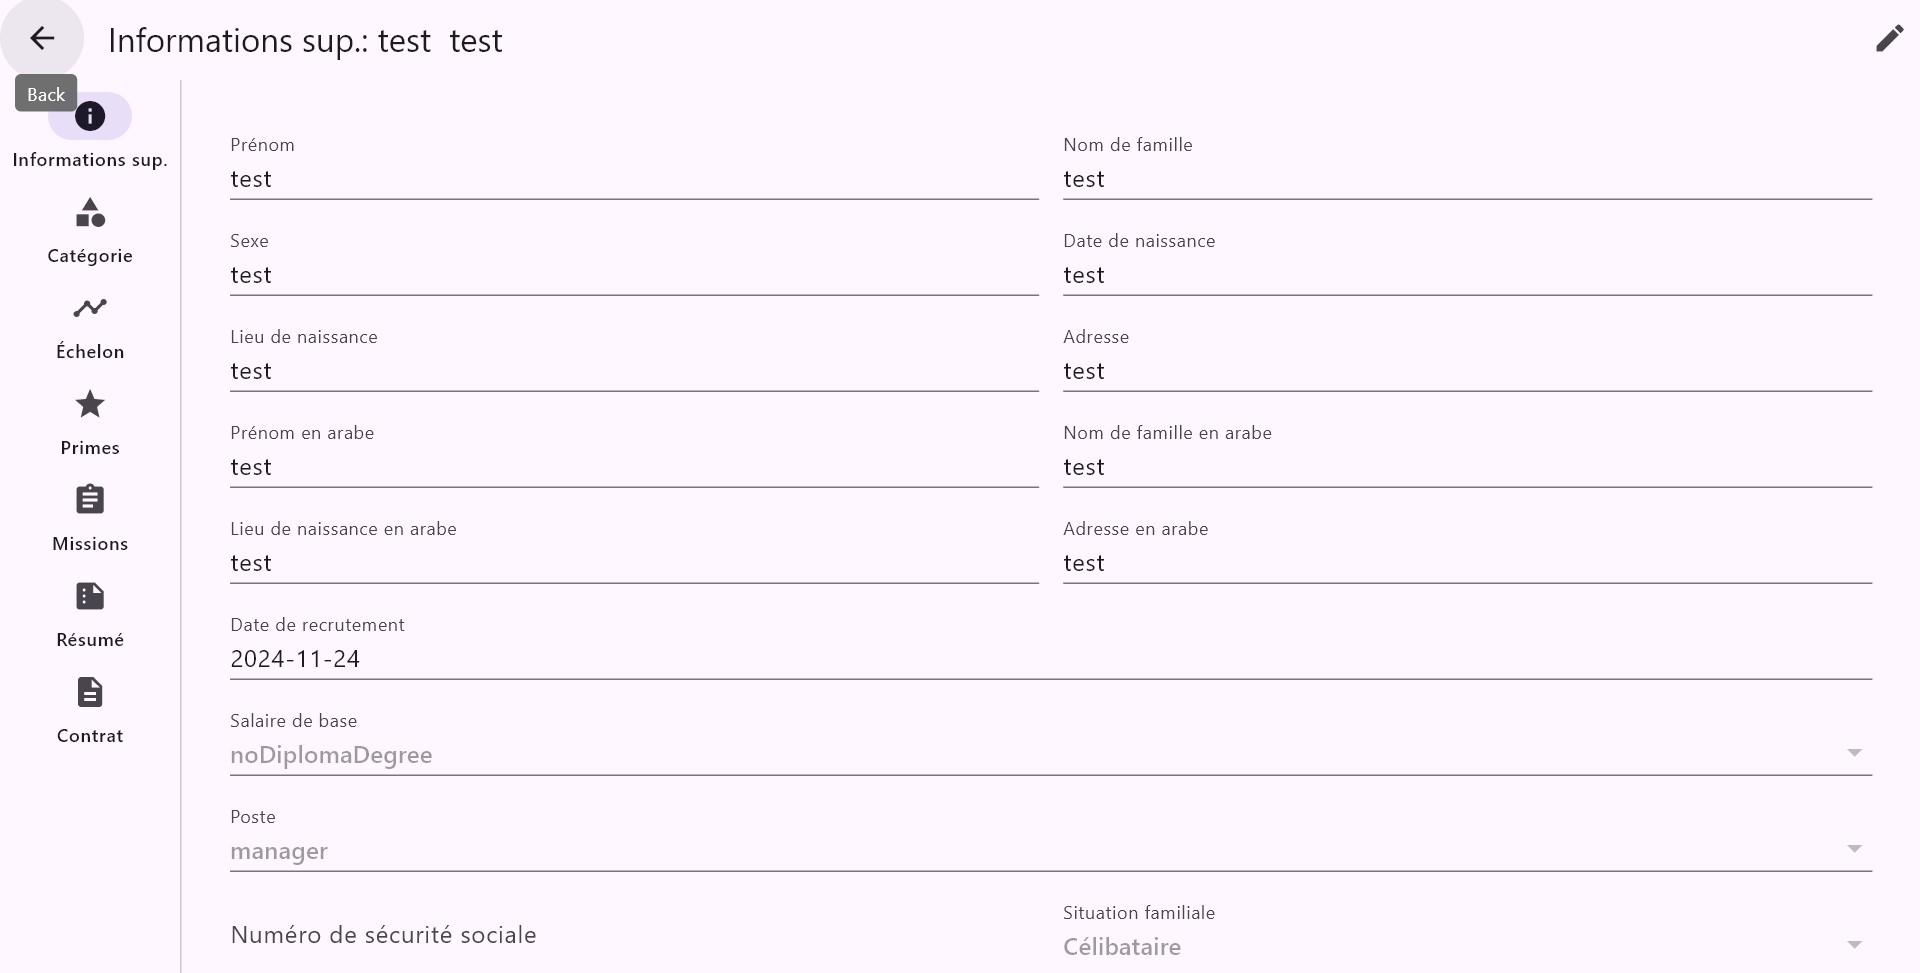 Informations sup.: test  test
Back
Informations sup.
Catégorie
Échelon
Primes
Missions
Résumé
Contrat
Prénom
test
Nom de famille
test
Sexe
test
Date de naissance
test
Lieu de naissance
test
Adresse
test
Prénom en arabe
test
Nom de famille en arabe
test
Lieu de naissance en arabe
test
Adresse en arabe
test
Date de recrutement
2024-11-24
Salaire de base
noDiplomaDegree
Poste
manager
Numéro de sécurité sociale
Situation familiale
Célibataire